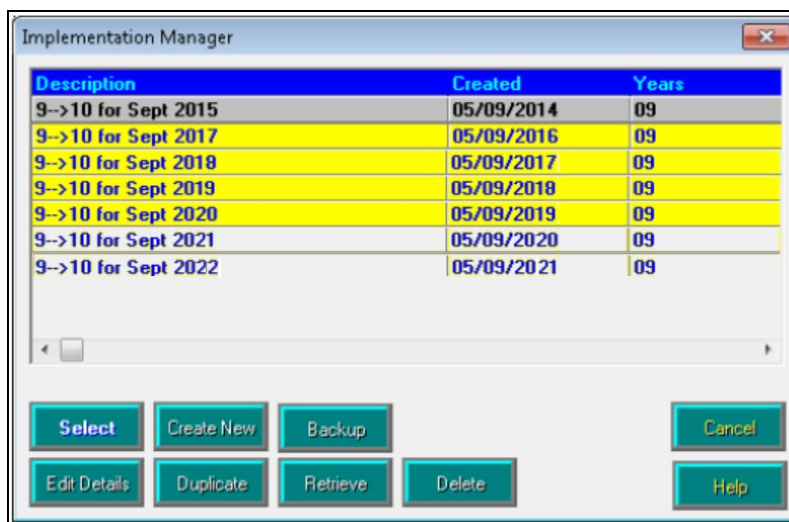 Implementation Manager
Description Created Years
9-->10 for Sept 2015 05/09/2014 09
9-->10 for Sept 2017 05/09/2016 09
9-->10 for Sept 2018 05/09/2017 09
9-->10 for Sept 2019 05/09/2018 09
9-->10 for Sept 2020 05/09/2019 09
9-->10 for Sept 2021 05/09/2020 09
9-->10 for Sept 2022 05/09/2021 09
Select Create New Backup Cancel
Edit Details Duplicate Retrieve Delete Help